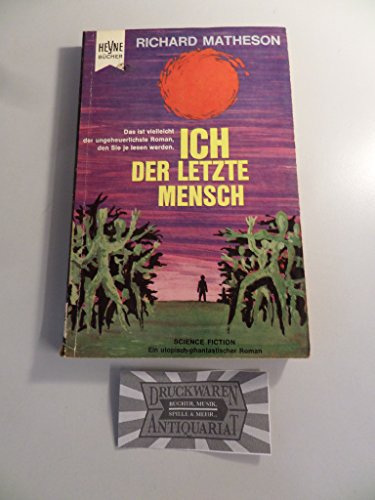 HEYNE
BÜCHER
RICHARD MATHESON
Das ist vielleicht
der ungeheuerlichste Roman,
den Sie je lesen werden.
ICH
DER LETZTE
MENSCH
SCIENCE FICTION
Ein utopisch-phantastischer Roman
DRUCKWAREN
BÜCHER, MUSIK,
SPIELE & MEHR...
ANTIQUARIAT